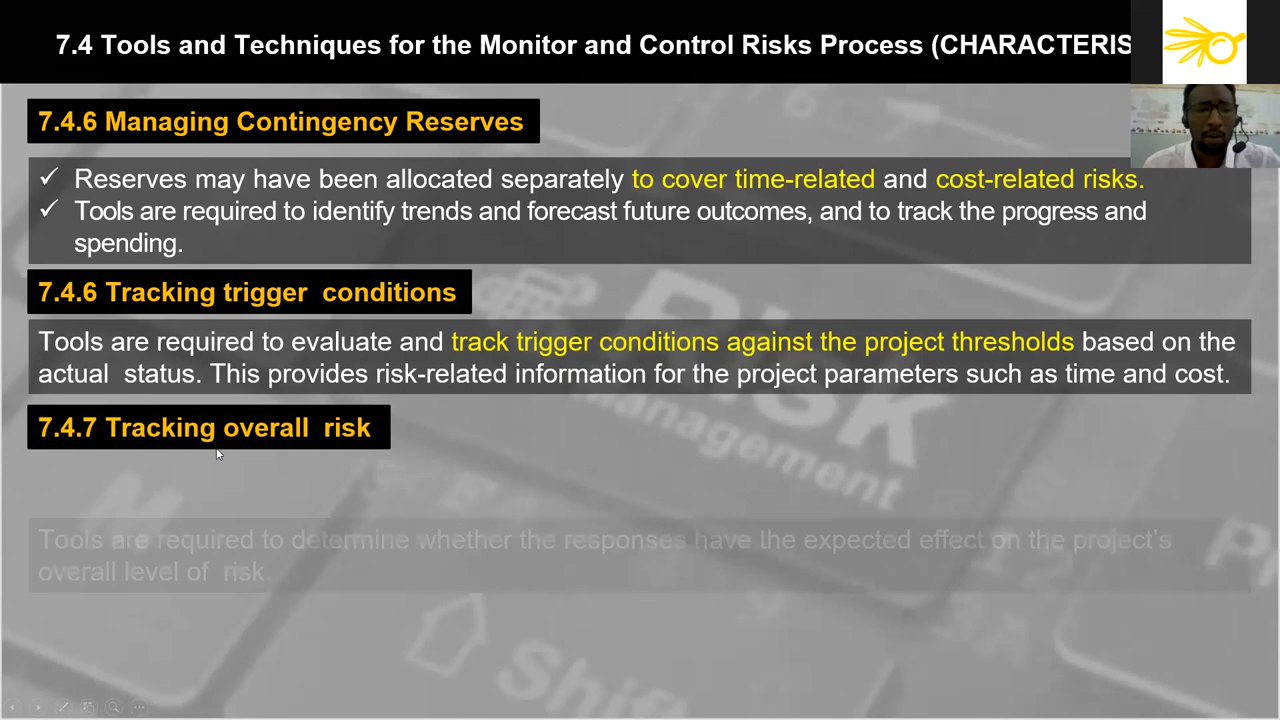 7.4 Tools and Techniques for the Monitor and Control Risks Process (CHARACTERIS
7.4.6 Managing Contingency Reserves
✓ Reserves may have been allocated separately to cover time-related and cost-related risks.
✓ Tools are required to identify trends and forecast future outcomes, and to track the progress and
spending.
7.4.6 Tracking trigger conditions
Tools are required to evaluate and track trigger conditions against the project thresholds based on the
actual status. This provides risk-related information for the project parameters such as time and cost.
7.4.7 Tracking overall risk
Tools are required to determine whether the responses have the expected effect on the project's
overall level of risk.
Risk
Management
Shift